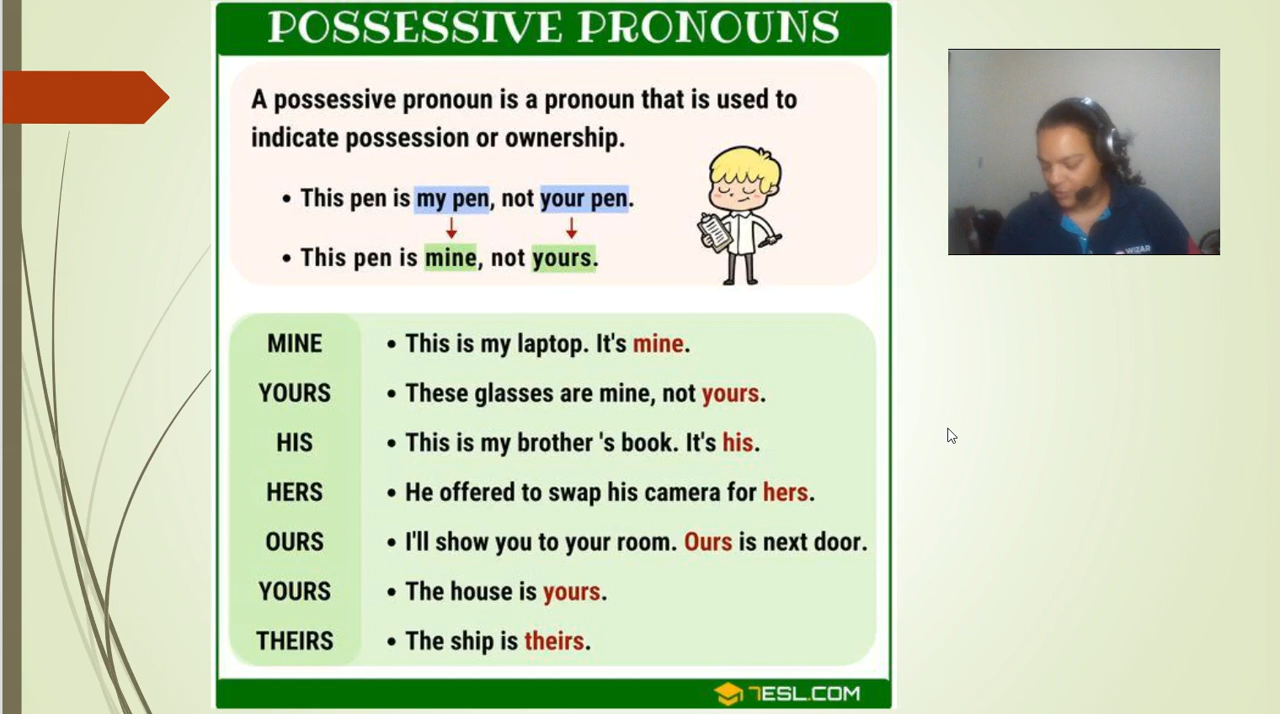 POSSESSIVE PRONOUNS
A possessive pronoun is a pronoun that is used to
indicate possession or ownership.
• This pen is my pen, not your pen.
• This pen is mine, not yours.
MINE • This is my laptop. It's mine.
YOURS • These glasses are mine, not yours.
HIS • This is my brother 's book. It's his.
HERS • He offered to swap his camera for hers.
OURS • I'll show you to your room. Ours is next door.
YOURS • The house is yours.
THEIRS • The ship is theirs.
7ESL.COM
WIZAR